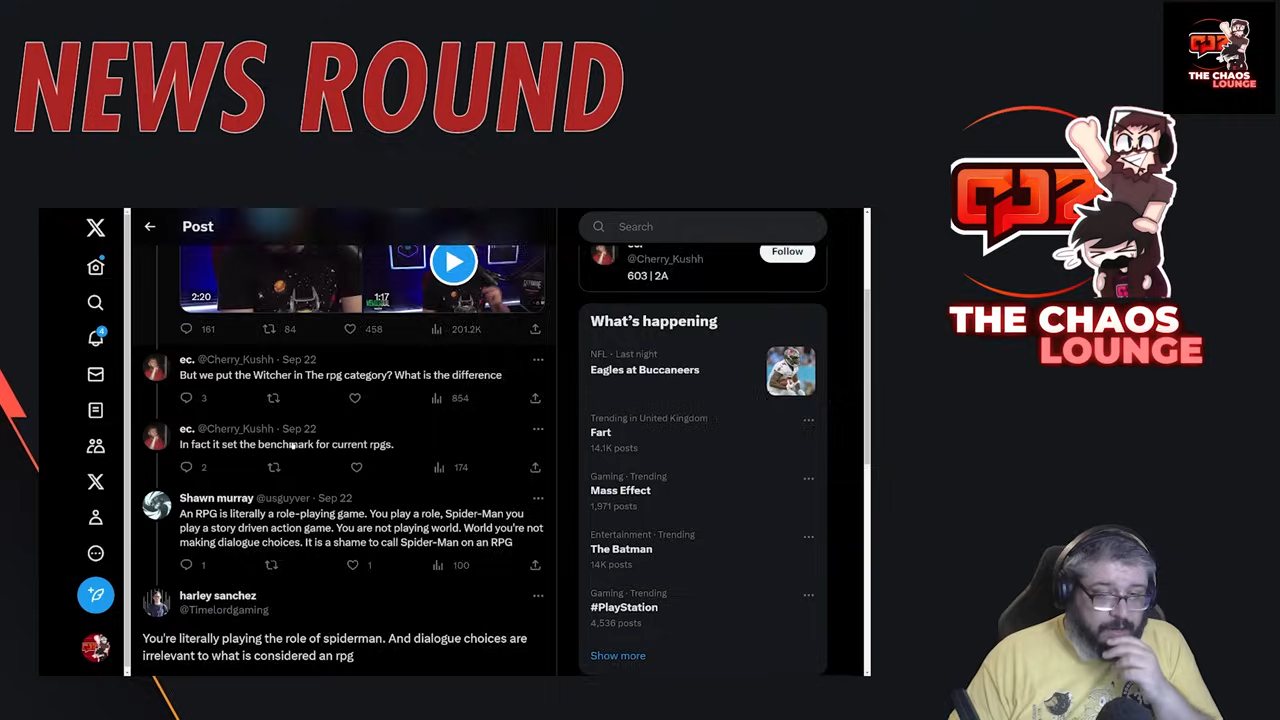 NEWS ROUND
THE CHAOS
LOUNGE
THE CHAOS
LOUNGE
Post
2:20
1:17
161
84
458
201.2K
ec. @Cherry_Kushh · Sep 22
But we put the Witcher in The rpg category? What is the difference
3
854
ec. @Cherry_Kushh · Sep 22
In fact it set the benchmark for current rpgs.
2
174
Shawn murray @usguyver · Sep 22
An RPG is literally a role-playing game. You play a role, Spider-Man you
play a story driven action game. You are not playing world. World you're not
making dialogue choices. It is a shame to call Spider-Man on an RPG
1
1
100
harley sanchez
@Timelordgaming
You're literally playing the role of spiderman. And dialogue choices are
irrelevant to what is considered an rpg
4
Search
ec.
@Cherry_Kushh
Follow
603 | 2A
What's happening
NFL · Last night
Eagles at Buccaneers
Trending in United Kingdom
Fart
14.1K posts
Gaming · Trending
Mass Effect
1,971 posts
Entertainment · Trending
The Batman
14K posts
Gaming · Trending
#PlayStation
4,536 posts
Show more